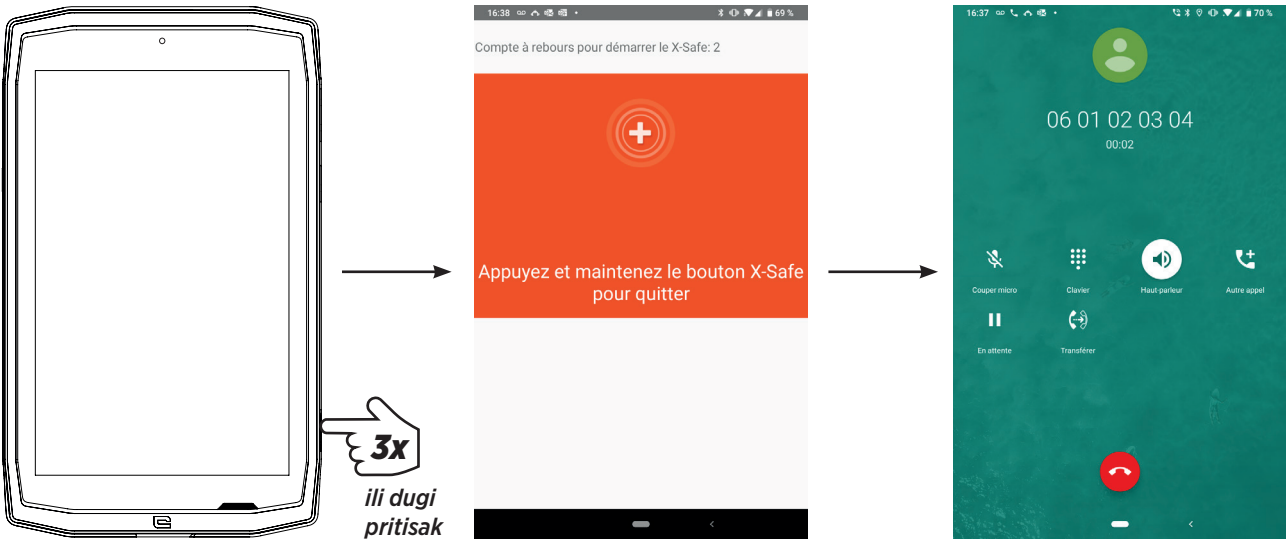 3x
ili dugi
pritisak
16:38 69 %
Compte à rebours pour démarrer le X-Safe: 2
Appuyez et maintenez le bouton X-Safe
pour quitter
16:37 70 %
06 01 02 03 04
00:02
Couper micro Clavier Haut-parleur Autre appel
En attente Transférer